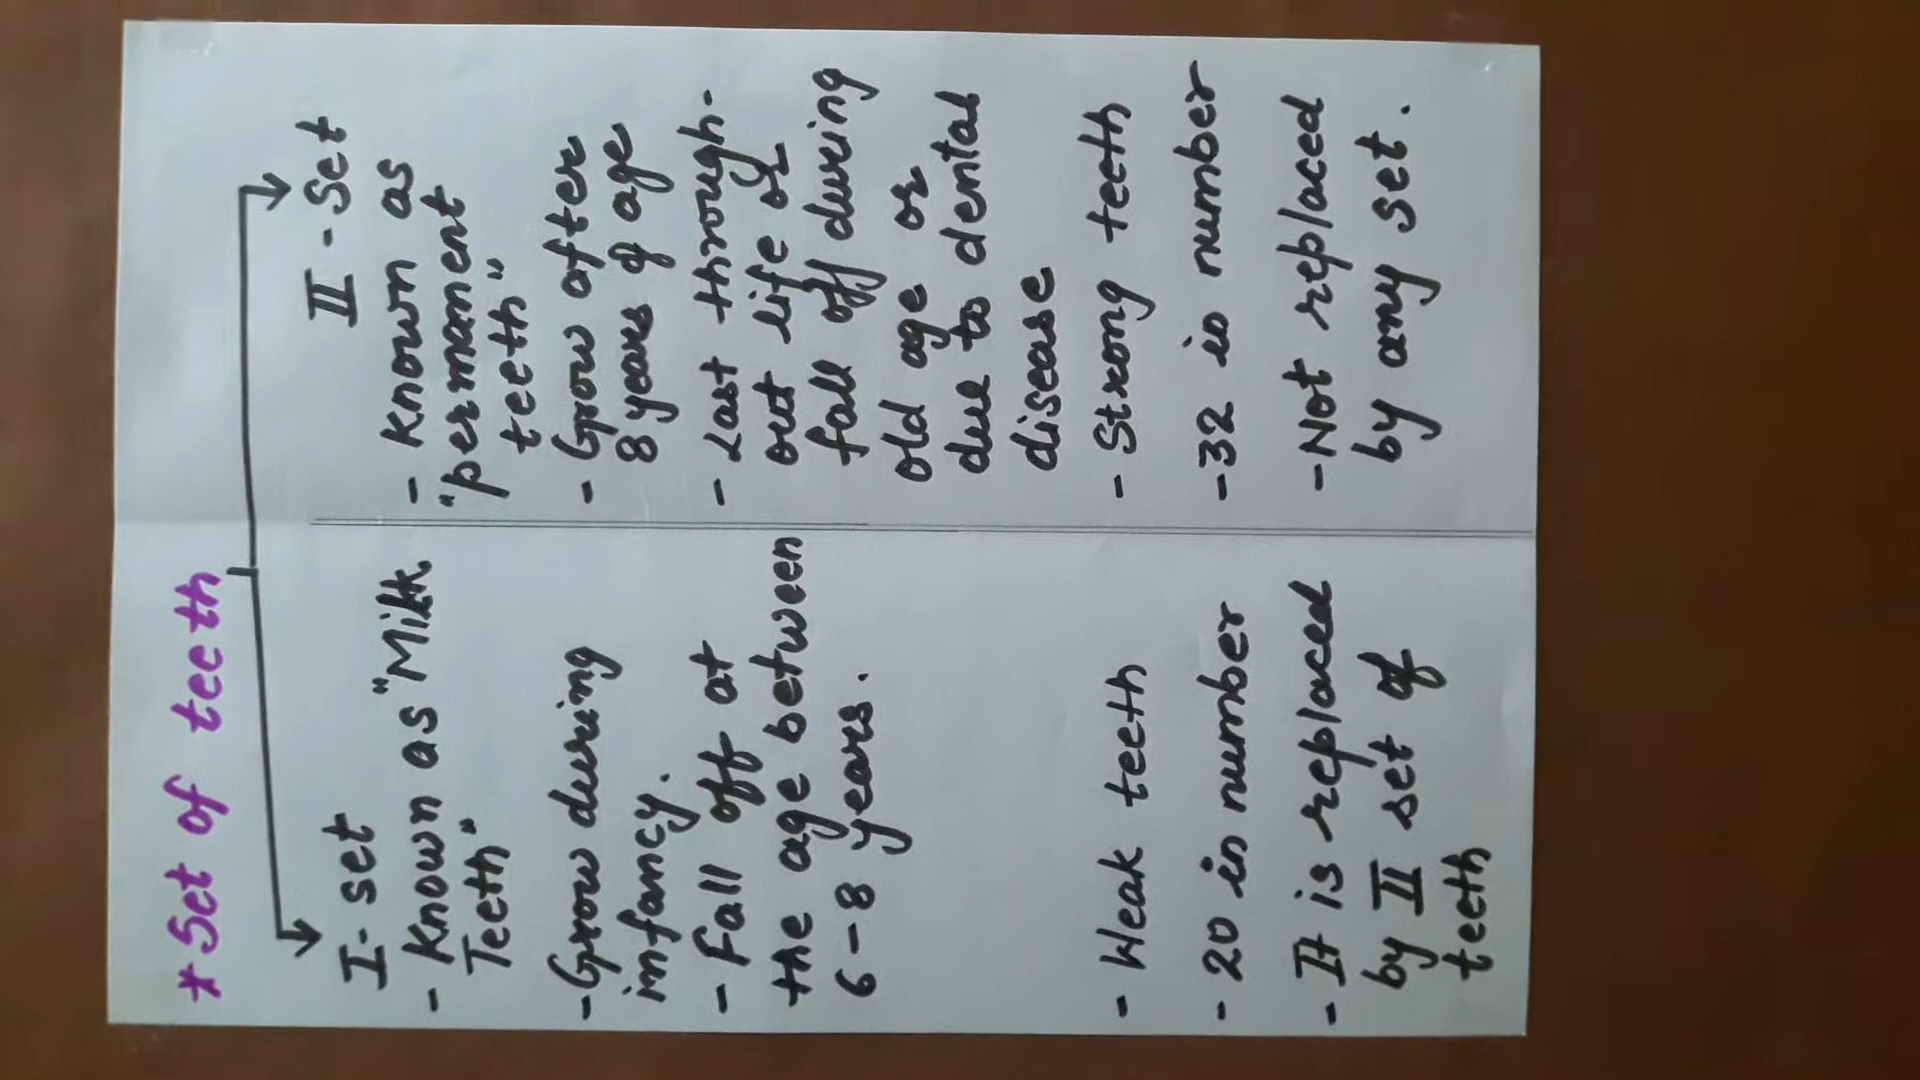 * Set of teeth
I - set
- Known as "Milk
Teeth"
- Grow during
infancy.
- Fall off at
the age between
6 - 8 years.
- Weak teeth
- 20 in number
- It is replaced
by II set of
teeth
II - Set
- Known as
"permanent
teeth"
- Grow after
8 years of age
- Last through-
out life or
fall off during
old age or
due to dental
disease
- Strong teeth
- 32 in number
- Not replaced
by any set.